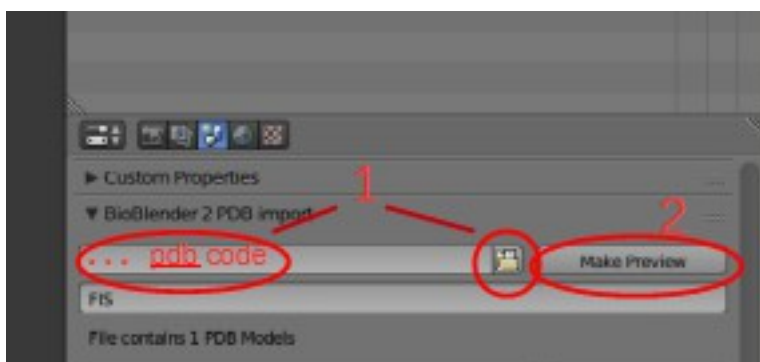 ▶ Custom Properties
1
▼ BioBlender 2 PDB import
2
... pdb code
Make Preview
FIS
File contains 1 PDB Models